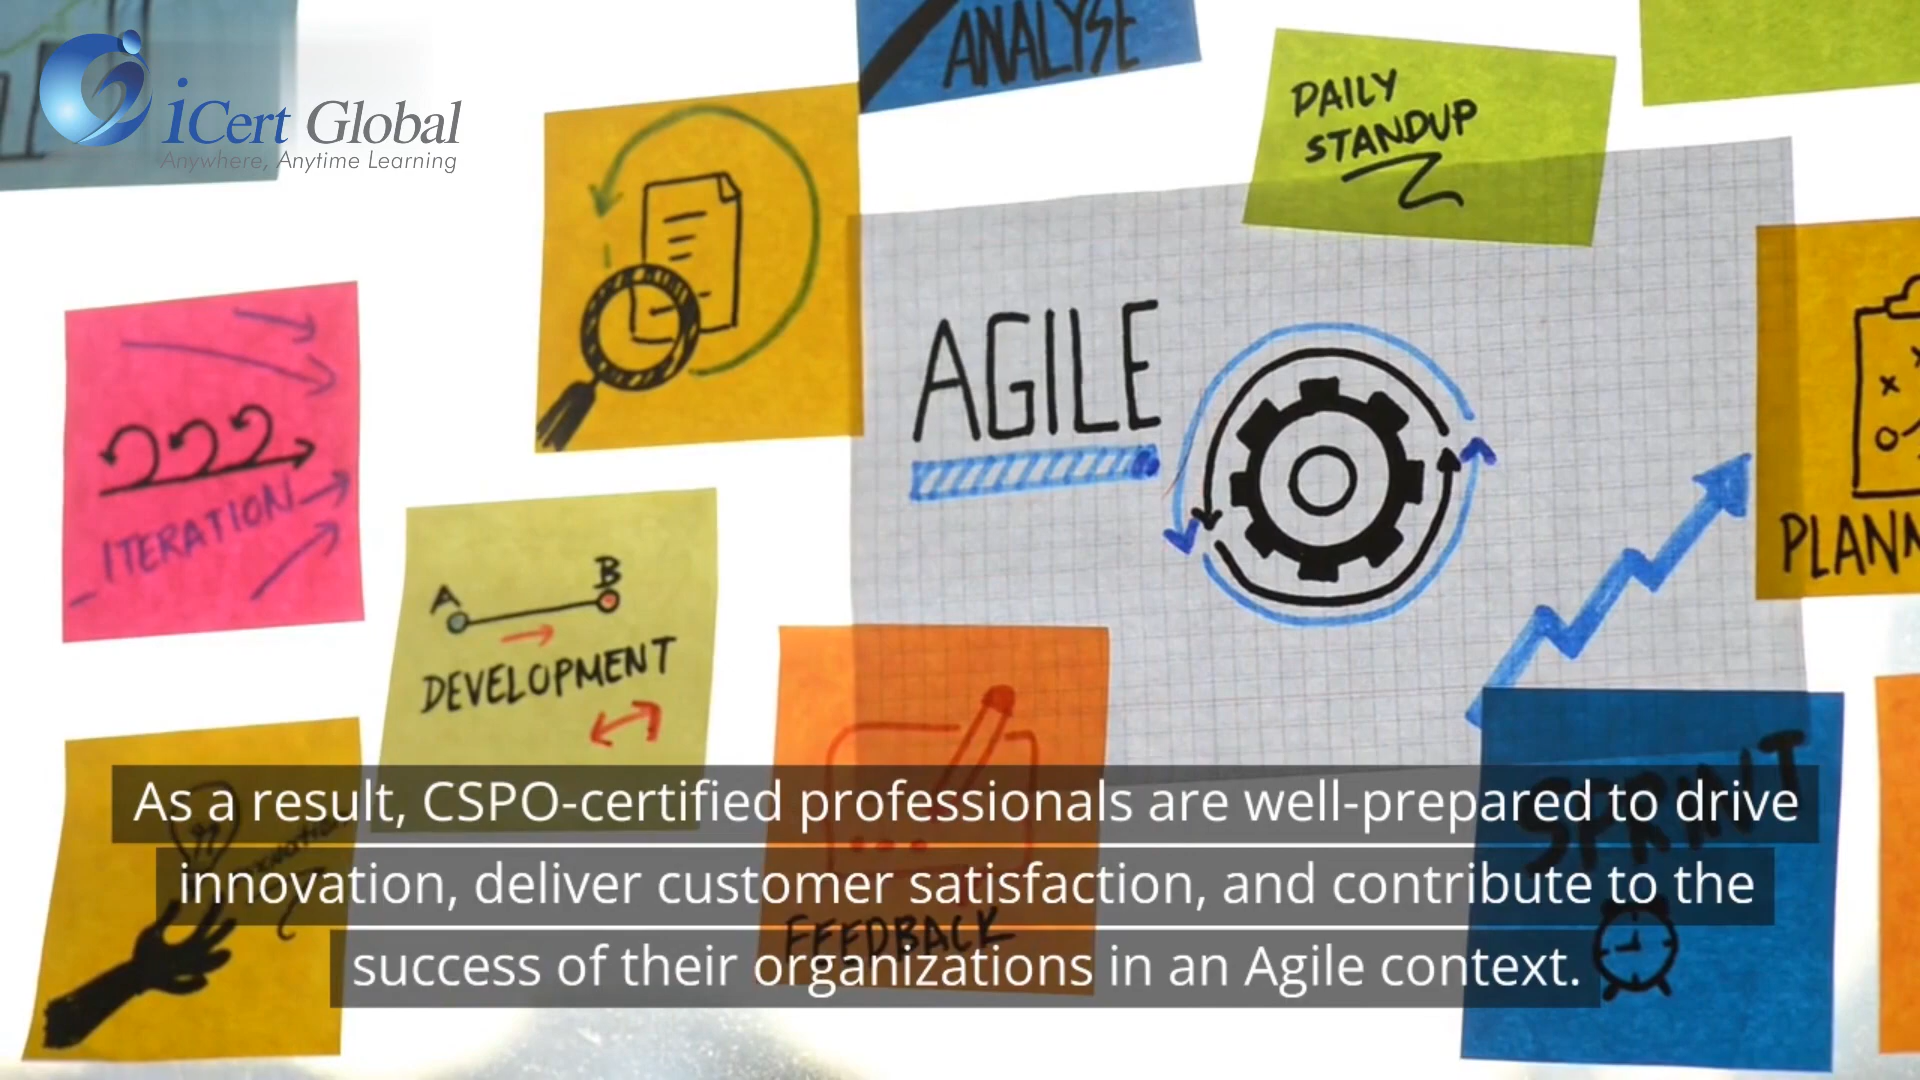 ANALYSE
iCert Global
Anywhere, Anytime Learning
DAILY
STANDUP
AGILE
ITERATION
A
B
DEVELOPMENT
PLANN
SPRINT
FEEDBACK
As a result, CSPO-certified professionals are well-prepared to drive
innovation, deliver customer satisfaction, and contribute to the
success of their organizations in an Agile context.